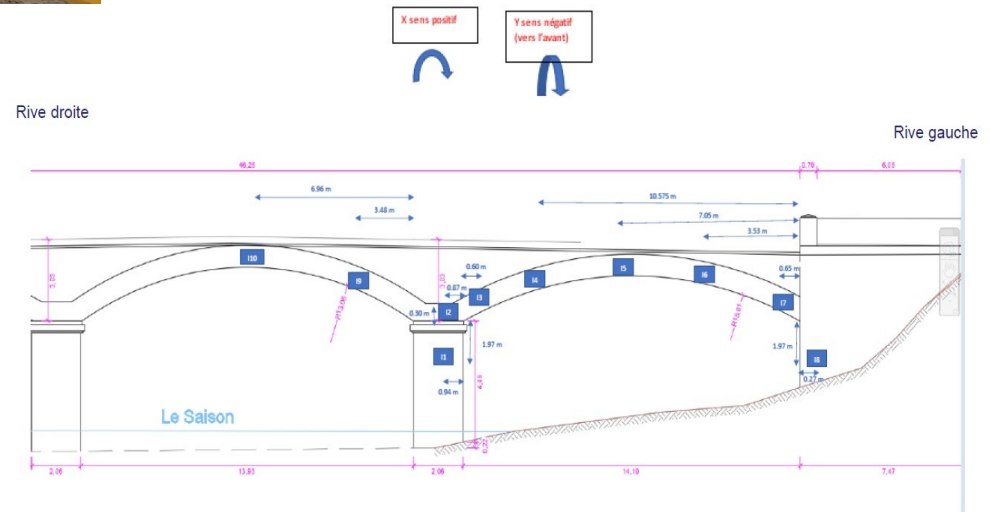 X sens positif
Y sens négatif
(vers l'avant)
Rive droite
Rive gauche
46,25
0,70
6,05
6.96 m
10.575 m
3.48 m
7.05 m
3.53 m
I10
I9
0.60 m
0.87 m
I3
I4
I5
I6
0.65 m
I7
0.50 m
I2
I1
1.97 m
1.97 m
I8
0.27 m
0.94 m
Le Saison
2,06
13,90
2,06
14,10
7,47